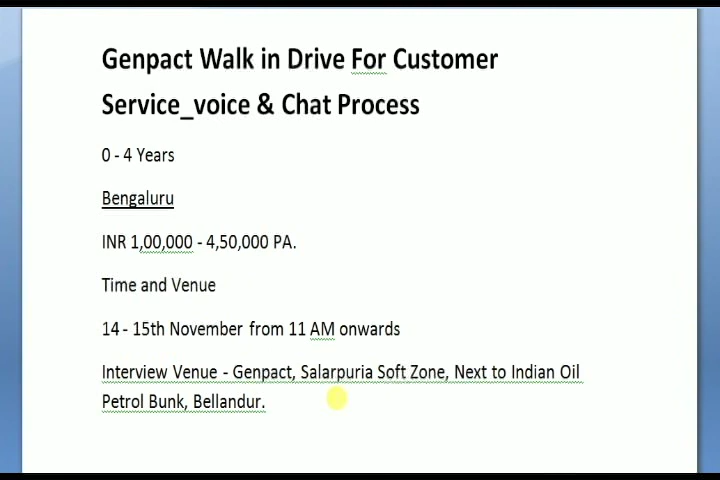 Genpact Walk in Drive For Customer
Service_voice & Chat Process
0 - 4 Years
Bengaluru
INR 1,00,000 - 4,50,000 PA.
Time and Venue
14 - 15th November from 11 AM onwards
Interview Venue - Genpact, Salarpuria Soft Zone, Next to Indian Oil
Petrol Bunk, Bellandur.